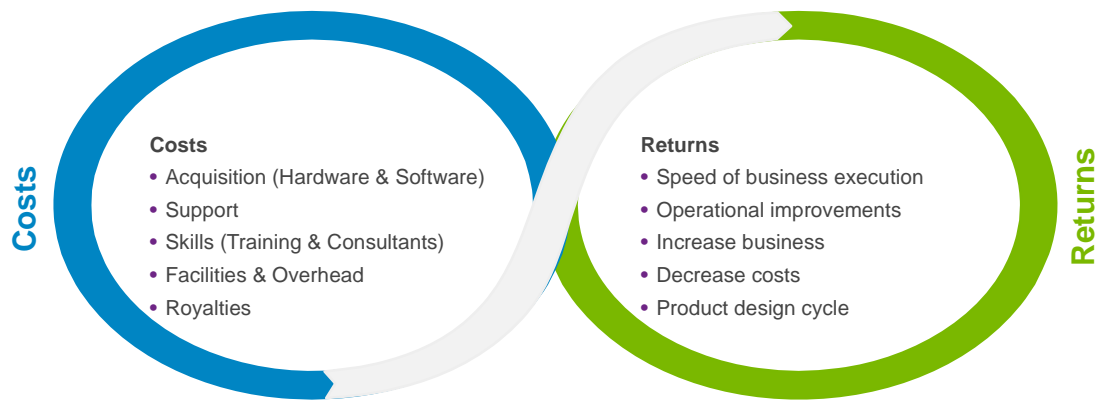 Costs
Costs
• Acquisition (Hardware & Software)
• Support
• Skills (Training & Consultants)
• Facilities & Overhead
• Royalties
Returns
• Speed of business execution
• Operational improvements
• Increase business
• Decrease costs
• Product design cycle
Returns